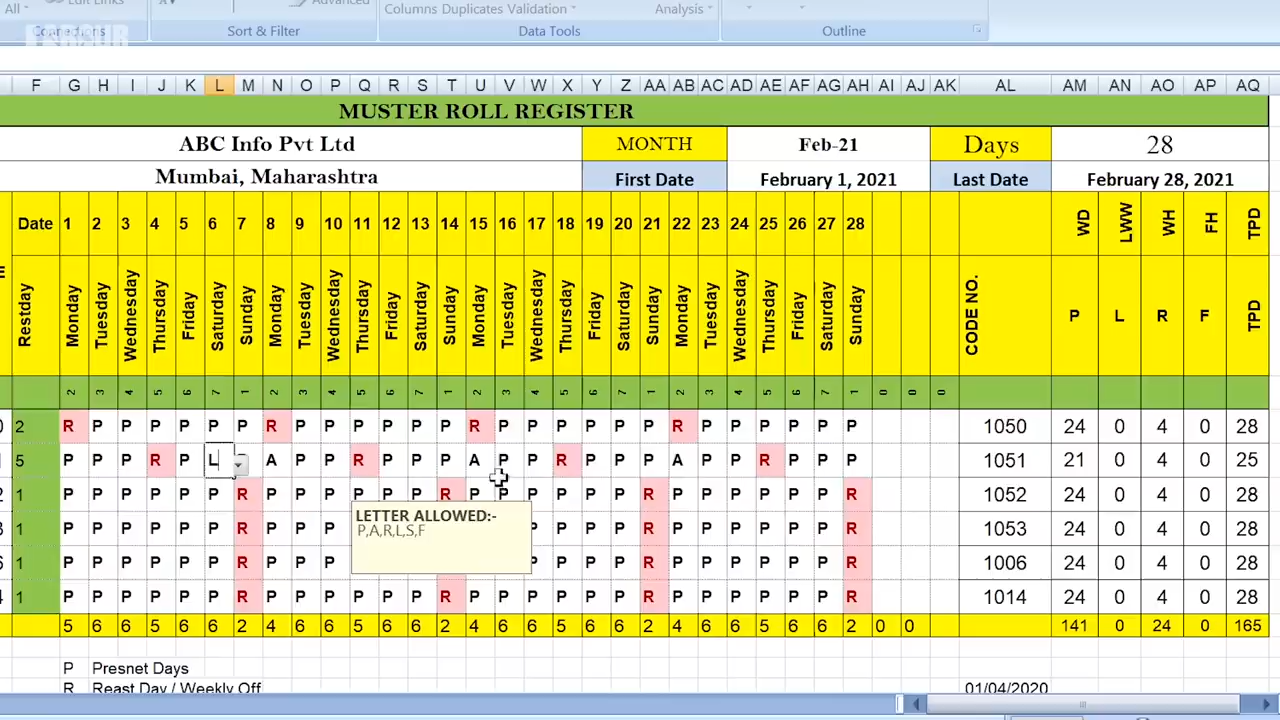 All Edit Links Advanced Columns Duplicates Validation Analysis
Connections Sort & Filter Data Tools Outline
F G H I J K L M N O P Q R S T U V W X Y Z AA AB AC AD AE AF AG AH AI AJ AK AL AM AN AO AP AQ
MUSTER ROLL REGISTER
ABC Info Pvt Ltd MONTH Feb-21 Days 28
Mumbai, Maharashtra First Date February 1, 2021 Last Date February 28, 2021
Date 1 2 3 4 5 6 7 8 9 10 11 12 13 14 15 16 17 18 19 20 21 22 23 24 25 26 27 28 WD LWW WH FH TPD
Restday Monday Tuesday Wednesday Thursday Friday Saturday Sunday Monday Tuesday Wednesday Thursday Friday Saturday Sunday Monday Tuesday Wednesday Thursday Friday Saturday Sunday Monday Tuesday Wednesday Thursday Friday Saturday Sunday CODE NO. P L R F TPD
2 3 4 5 6 7 1 2 3 4 5 6 7 1 2 3 4 5 6 7 1 2 3 4 5 6 7 1 0 0 0
0 2 R P P P P P P R P P P P P P R P P P P P P R P P P P P P 1050 24 0 4 0 28
1 5 P P P R P L A P P R P P P A P P R P P P A P P R P P P 1051 21 0 4 0 25
2 1 P P P P P P R P P P P P P R P P P P P P R P P P P P P R 1052 24 0 4 0 28
3 1 P P P P P P R P P P P P P P P R P P P P P P R 1053 24 0 4 0 28
6 1 P P P P P P R P P P P P P P P R P P P P P P R 1006 24 0 4 0 28
4 1 P P P P P P R P P P P P P R P P P P P P R P P P P P P R 1014 24 0 4 0 28
5 6 6 5 6 6 2 4 6 6 5 6 6 2 4 6 6 5 6 6 2 4 6 6 5 6 6 2 0 0 141 0 24 0 165
LETTER ALLOWED:-
P,A,R,L,S,F
P Presnet Days
R Reast Day / Weekly Off 01/04/2020